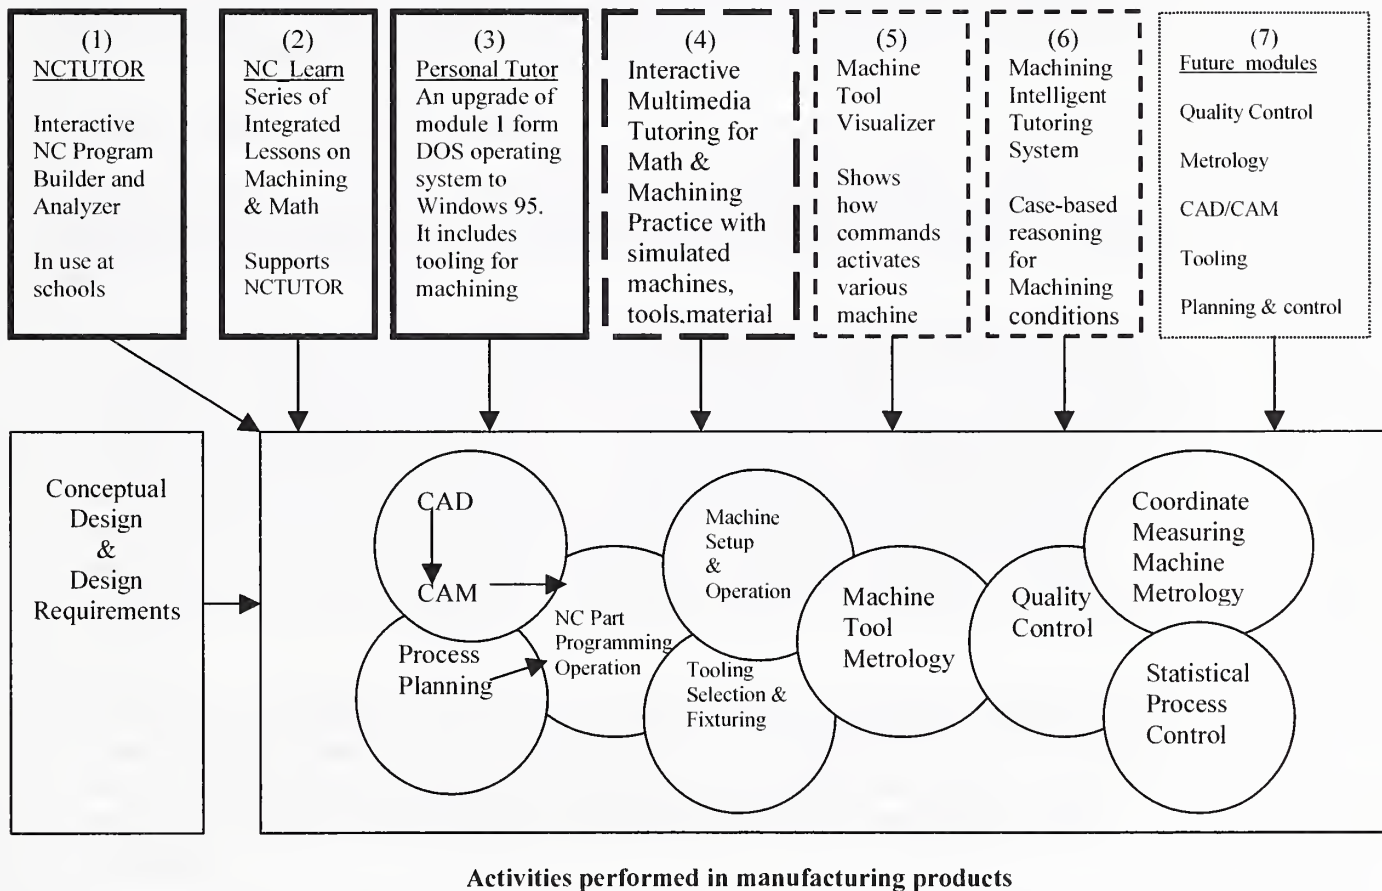 (1)
NCTUTOR
Interactive
NC Program
Builder and
Analyzer
In use at
schools
(2)
NC_Learn
Series of
Integrated
Lessons on
Machining
& Math
Supports
NCTUTOR
(3)
Personal Tutor
An upgrade of
module 1 form
DOS operating
system to
Windows 95.
It includes
tooling for
machining
(4)
Interactive
Multimedia
Tutoring for
Math &
Machining
Practice with
simulated
machines,
tools,material
(5)
Machine
Tool
Visualizer
Shows
how
commands
activates
various
machine
(6)
Machining
Intelligent
Tutoring
System
Case-based
reasoning
for
Machining
conditions
(7)
Future modules
Quality Control
Metrology
CAD/CAM
Tooling
Planning & control
Conceptual
Design
&
Design
Requirements
CAD
CAM
Process
Planning
NC Part
Programming
Operation
Machine
Setup
&
Operation
Tooling
Selection &
Fixturing
Machine
Tool
Metrology
Quality
Control
Coordinate
Measuring
Machine
Metrology
Statistical
Process
Control
Activities performed in manufacturing products